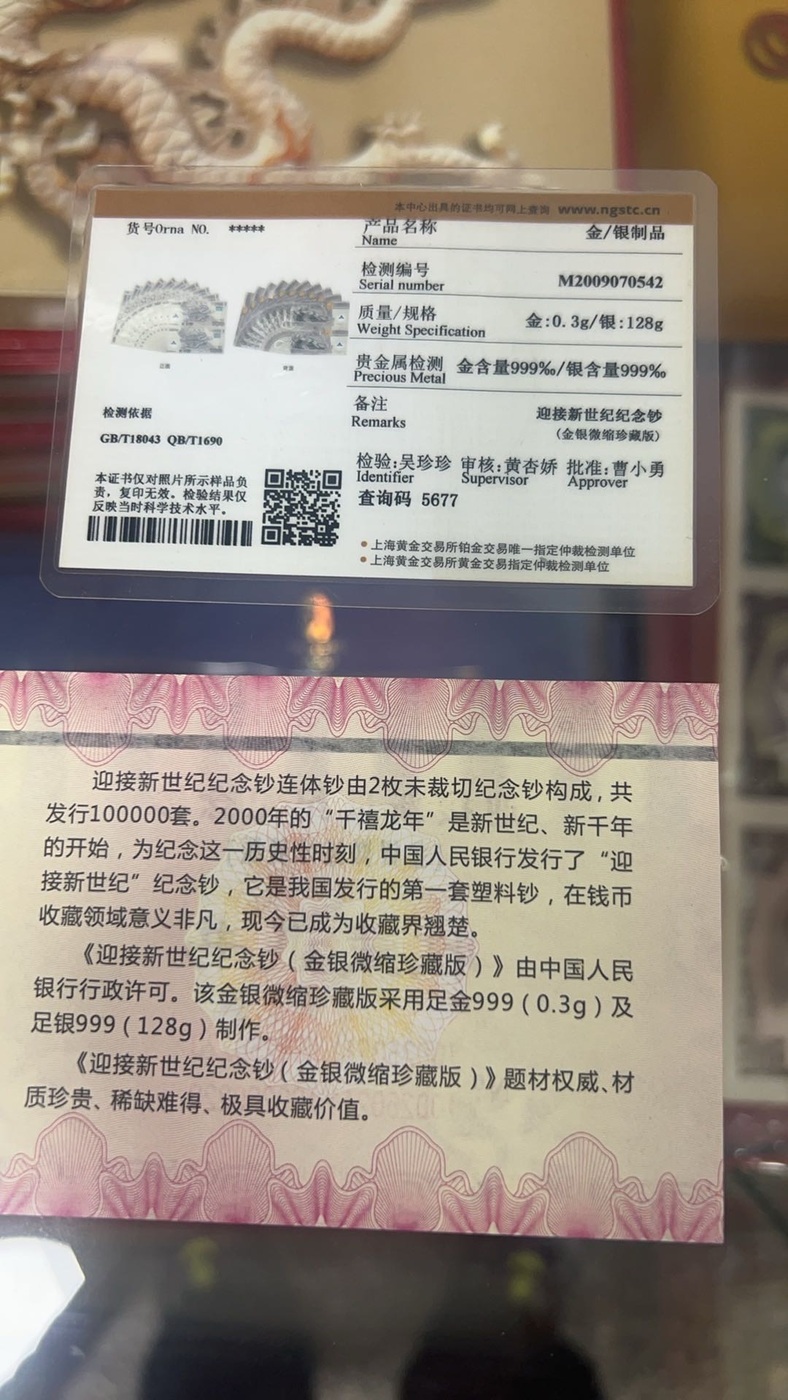 本中心出具的证书均可网上查询 www.ngstc.cn
货号Orna NO. *****
正面
背面
检测依据
GB/T18043 QB/T1690
本证书仅对照片所示样品负
责，复印无效。检验结果仅
反映当时科学技术水平。
产品名称 金/银制品
Name
检测编号
Serial number M2009070542
质量/规格 金:0.3g/银:128g
Weight Specification
贵金属检测 金含量999‰/银含量999‰
Precious Metal
备注 迎接新世纪纪念钞
Remarks (金银微缩珍藏版)
检验:吴珍珍 审核:黄杏娇 批准:曹小勇
Identifier Supervisor Approver
查询码 5677
•上海黄金交易所铂金交易唯一指定仲裁检测单位
•上海黄金交易所黄金交易指定仲裁检测单位
迎接新世纪纪念钞连体钞由2枚未裁切纪念钞构成，共
发行100000套。2000年的“千禧龙年”是新世纪、新千年
的开始，为纪念这一历史性时刻，中国人民银行发行了“迎
接新世纪”纪念钞，它是我国发行的第一套塑料钞，在钱币
收藏领域意义非凡，现今已成为收藏界翘楚。
《迎接新世纪纪念钞（金银微缩珍藏版）》由中国人民
银行行政许可。该金银微缩珍藏版采用足金999（0.3g）及
足银999（128g）制作。
《迎接新世纪纪念钞（金银微缩珍藏版）》题材权威、材
质珍贵、稀缺难得、极具收藏价值。